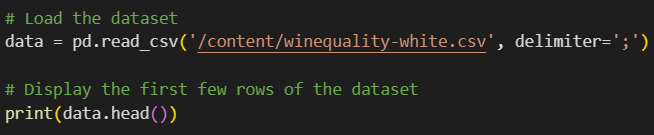 # Load the dataset
data = pd.read_csv('/content/winequality-white.csv', delimiter=';')
# Display the first few rows of the dataset
print(data.head())